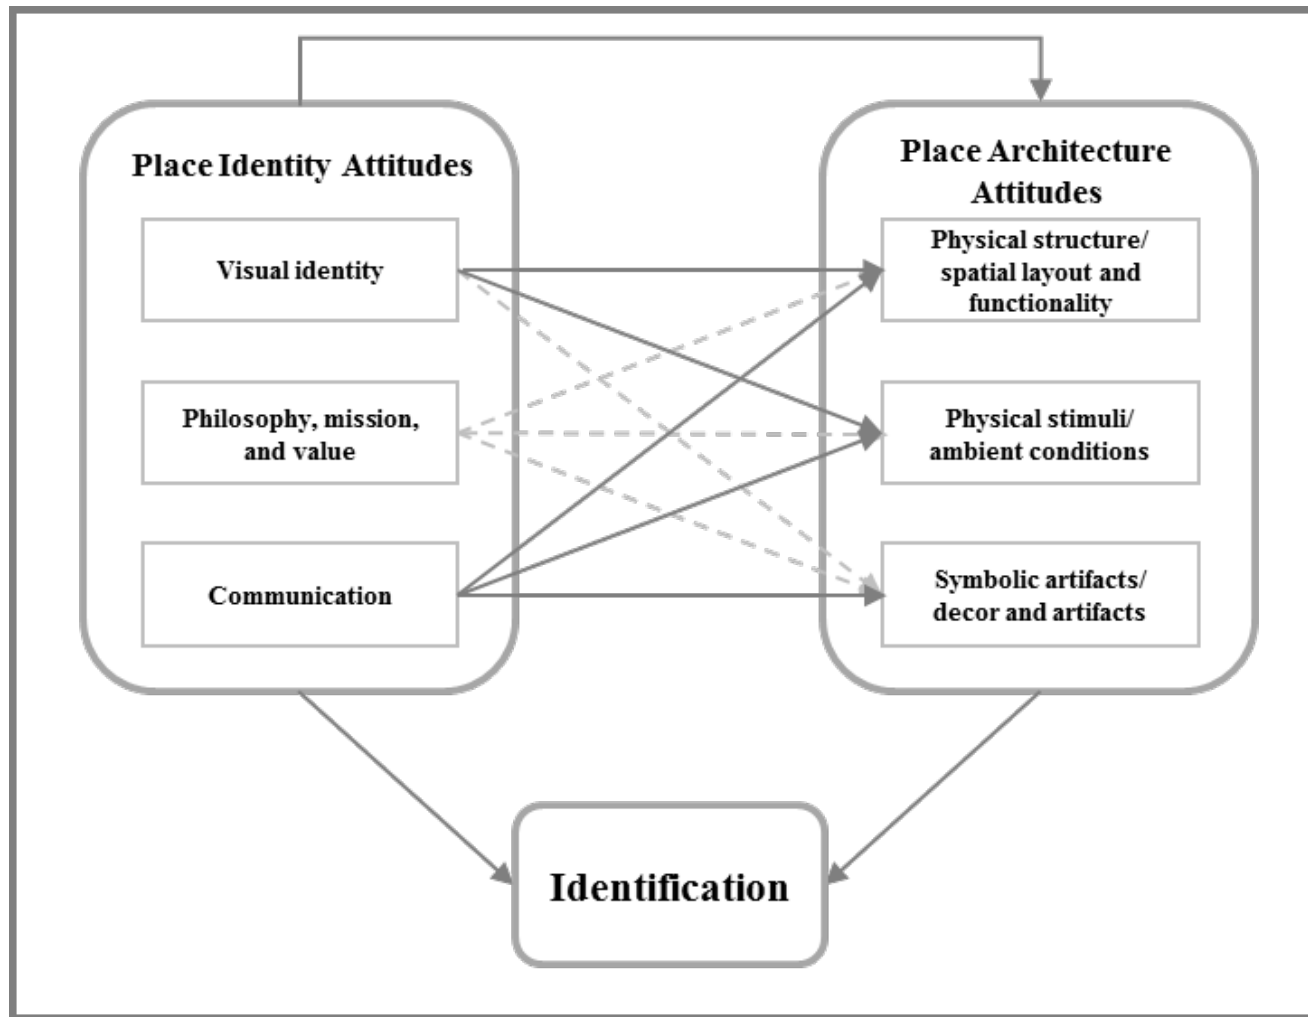 Place Identity Attitudes
Visual identity
Philosophy, mission,
and value
Communication
Place Architecture
Attitudes
Physical structure/
spatial layout and
functionality
Physical stimuli/
ambient conditions
Symbolic artifacts/
decor and artifacts
Identification